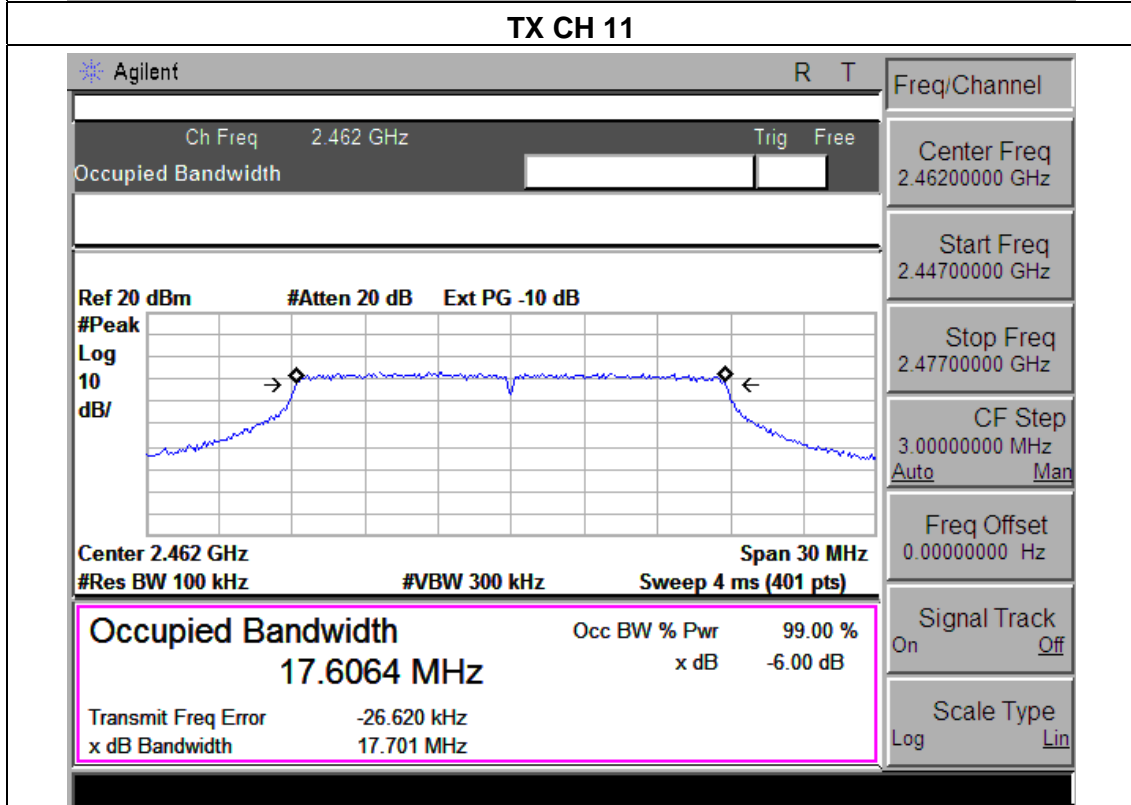 TX CH 11
Agilent R T
Ch Freq 2.462 GHz Trig Free
Occupied Bandwidth
Ref 20 dBm #Atten 20 dB Ext PG -10 dB
#Peak
Log
10
dB/
Center 2.462 GHz Span 30 MHz
#Res BW 100 kHz #VBW 300 kHz Sweep 4 ms (401 pts)
Occupied Bandwidth Occ BW % Pwr 99.00 %
17.6064 MHz x dB -6.00 dB
Transmit Freq Error -26.620 kHz
x dB Bandwidth 17.701 MHz
Freq/Channel
Center Freq
2.46200000 GHz
Start Freq
2.44700000 GHz
Stop Freq
2.47700000 GHz
CF Step
3.00000000 MHz
Auto Man
Freq Offset
0.00000000 Hz
Signal Track
On Off
Scale Type
Log Lin